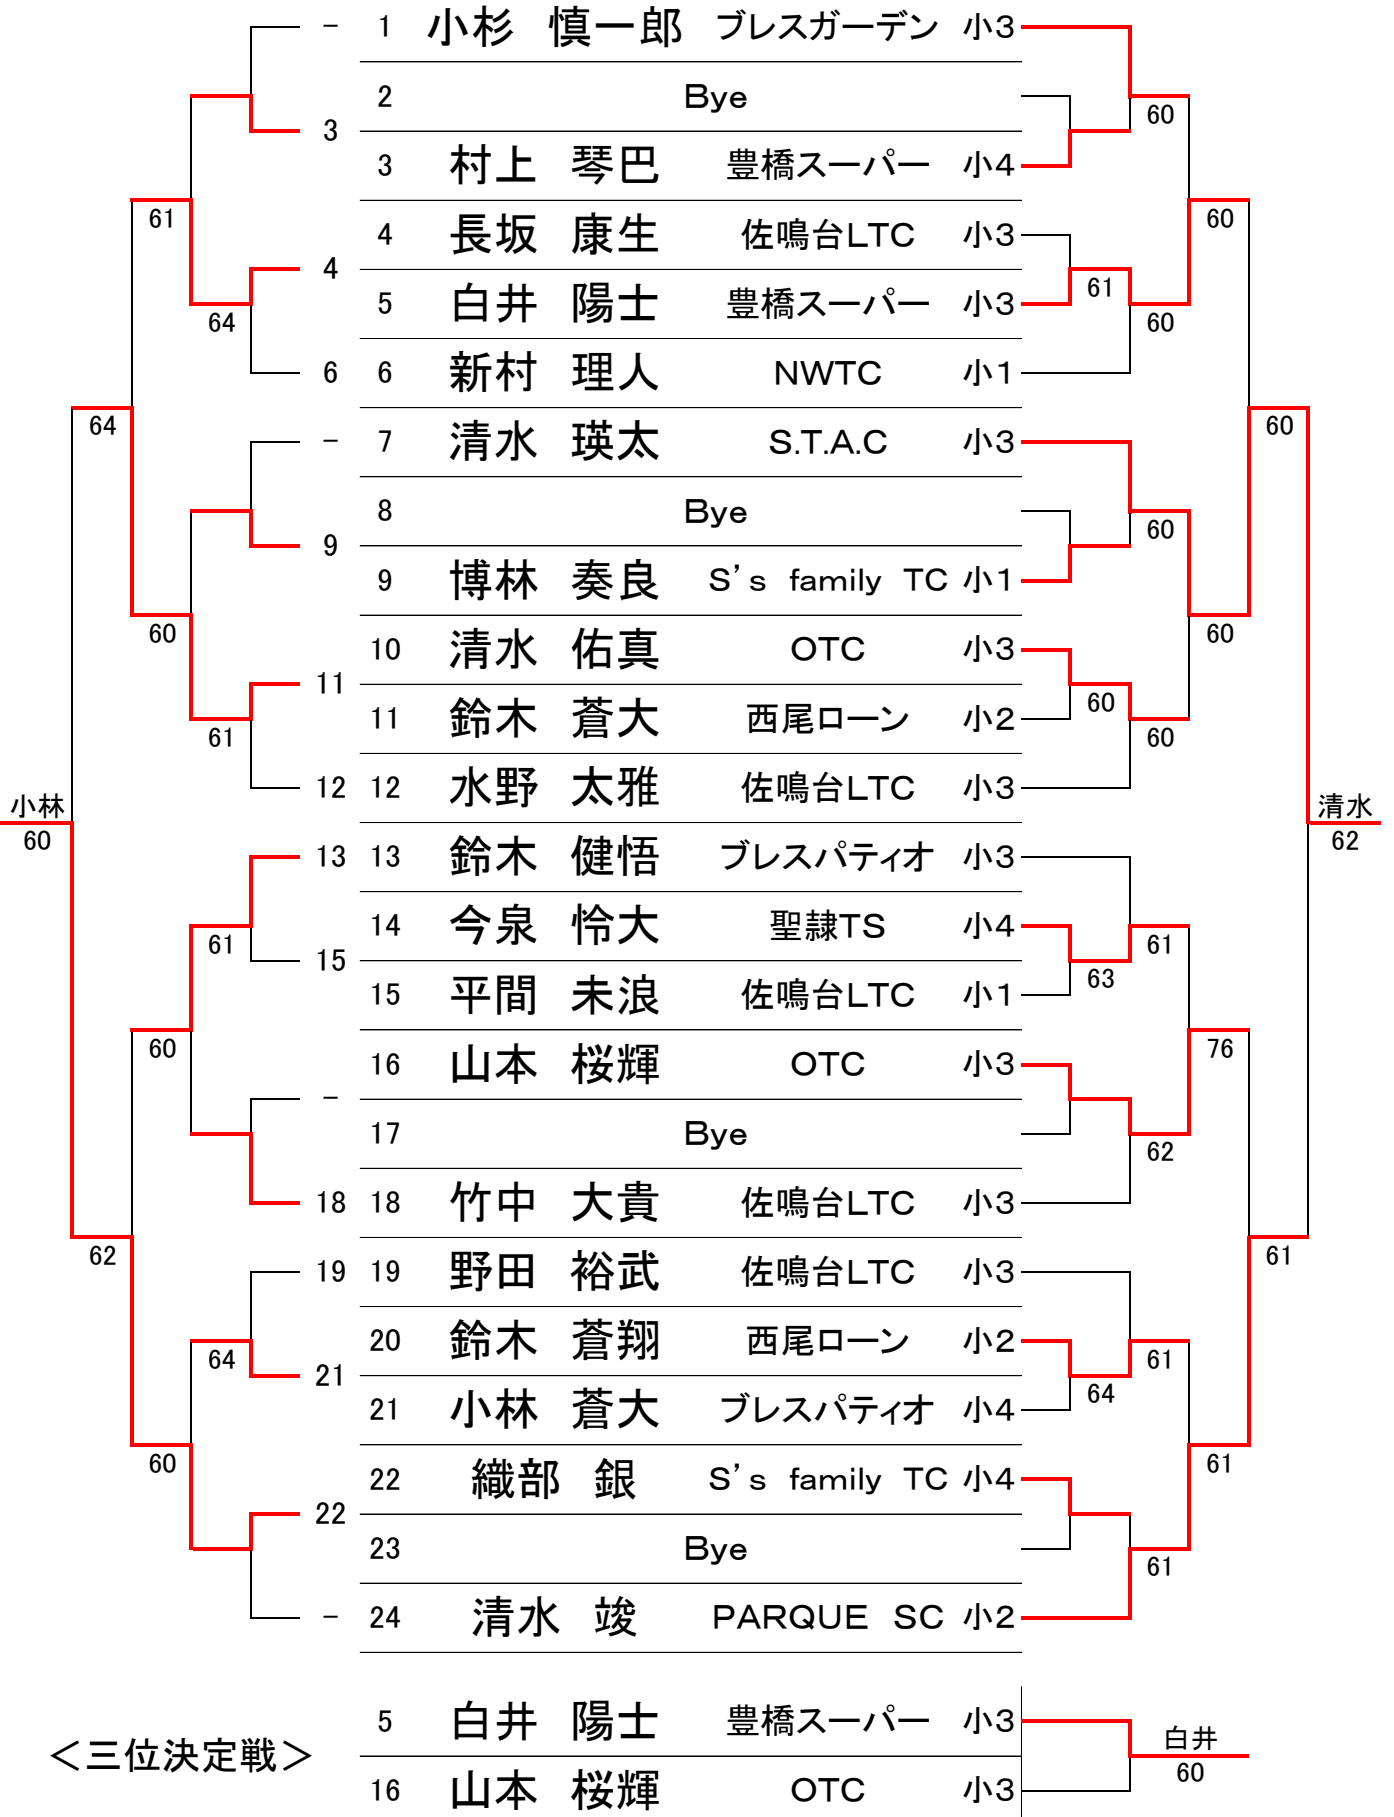 － 1 小杉 慎一郎 ブレスガーデン 小3
2 Bye 60
3
3 村上 琴巴 豊橋スーパー 小4
61 4 長坂 康生 佐鳴台LTC 小3 60
4
5 白井 陽士 豊橋スーパー 小3 61
64 60
6 6 新村 理人 NWTC 小1
64 60
－ 7 清水 瑛太 S.T.A.C 小3
8 Bye 60
9
9 博林 奏良 S's family TC 小1
60 10 清水 佑真 OTC 小3 60
11
11 鈴木 蒼大 西尾ローン 小2 60
61 60
12 12 水野 太雅 佐鳴台LTC 小3
小林 清水
60 62
13 13 鈴木 健悟 ブレスパティオ 小3
61 14 今泉 怜大 聖隷TS 小4 61
15 63
15 平間 未浪 佐鳴台LTC 小1
60 16 山本 桜輝 OTC 小3 76
－
17 Bye 62
18 18 竹中 大貴 佐鳴台LTC 小3
62 61
19 19 野田 裕武 佐鳴台LTC 小3
64 20 鈴木 蒼翔 西尾ローン 小2 61
21 64
21 小林 蒼大 ブレスパティオ 小4
60 22 織部 銀 S's family TC 小4 61
22
23 Bye 61
－ 24 清水 竣 PARQUE SC 小2
5 白井 陽士 豊橋スーパー 小3
＜三位決定戦＞ 白井
60
16 山本 桜輝 OTC 小3